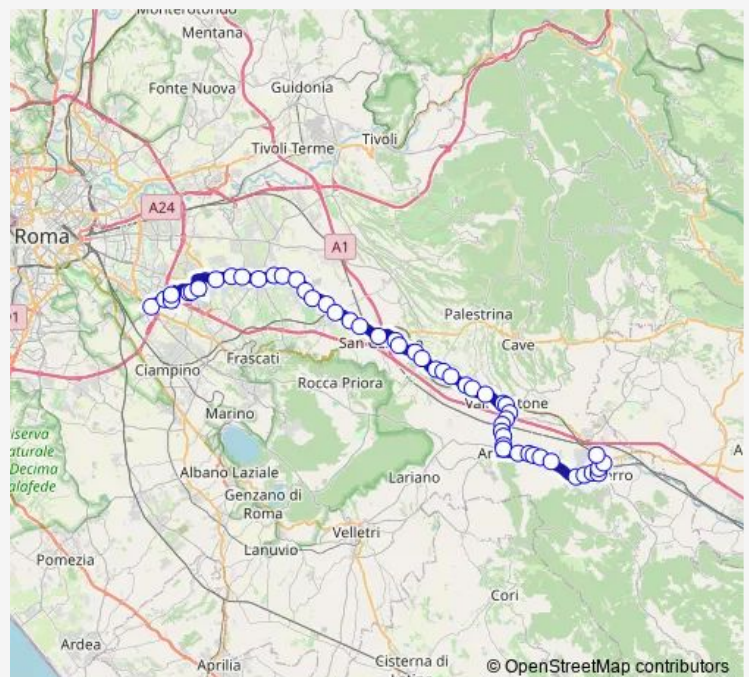 Monterotondo
Mentana
Fonte Nuova
Guidonia
Tivoli
Tivoli Terme
A24
Roma
A1
Palestrina
Cave
Frascati
Ciampino
Rocca Priora
Marino
Albano Laziale
Genzano di
Roma
Lariano
Velletri
Lanuvio
Pomezia
Cori
Ardea
Aprilia
Cisterna di
© OpenStreetMap contributors